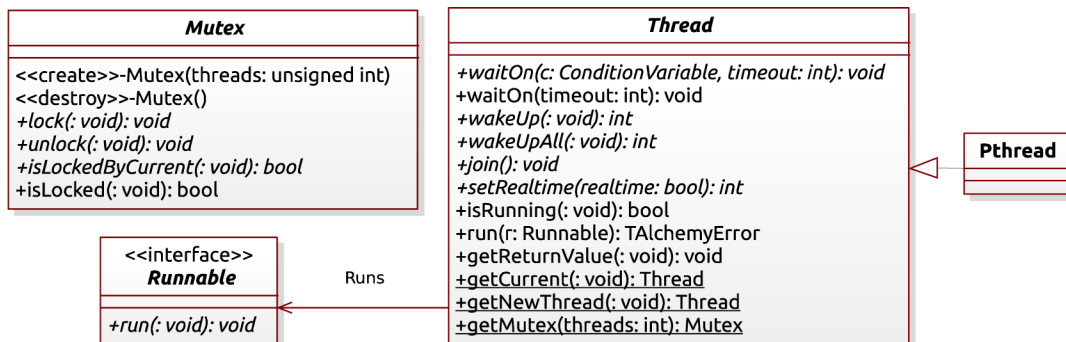 Mutex
<<create>>-Mutex(threads: unsigned int)
<<destroy>>-Mutex()
+lock(: void): void
+unlock(: void): void
+isLockedByCurrent(: void): bool
+isLocked(: void): bool
Thread
+waitOn(c: ConditionVariable, timeout: int): void
+waitOn(timeout: int): void
+wakeUp(: void): int
+wakeUpAll(: void): int
+join(): void
+setRealtime(realtime: bool): int
+isRunning(: void): bool
+run(r: Runnable): TAlchemyError
+getReturnValue(: void): void
+getCurrent(: void): Thread
+getNewThread(: void): Thread
+getMutex(threads: int): Mutex
Pthread
<<interface>>
Runnable
+run(: void): void
Runs